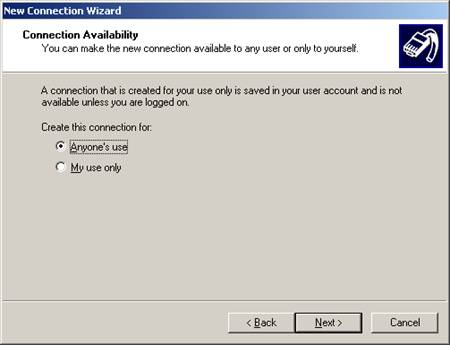 New Connection Wizard
Connection Availability
You can make the new connection available to any user or only to yourself.
A connection that is created for your use only is saved in your user account and is not
available unless you are logged on.
Create this connection for:
Anyone's use
My use only
< Back
Next >
Cancel